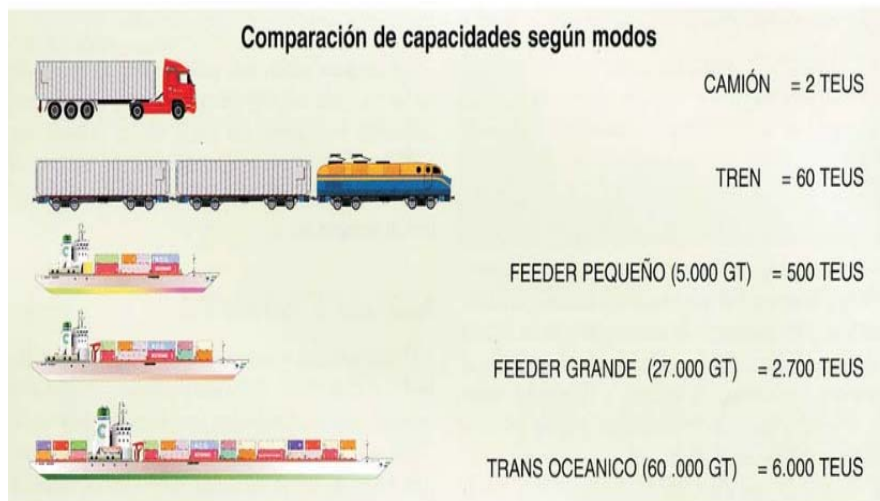 Comparación de capacidades según modos
CAMIÓN = 2 TEUS
TREN = 60 TEUS
FEEDER PEQUEÑO (5.000 GT) = 500 TEUS
FEEDER GRANDE (27.000 GT) = 2.700 TEUS
TRANS OCEANICO (60 .000 GT) = 6.000 TEUS